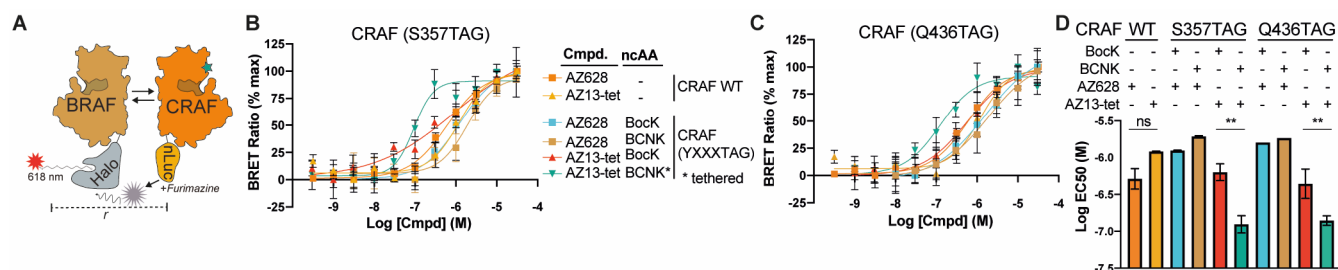 A
BRAF
CRAF
Halo
nLuc
618 nm
+Furimazine
r
B
CRAF (S357TAG)
BRET Ratio (% max)
125
100
75
50
25
0
-25
-10 -9 -8 -7 -6 -5 -4
Log [Cmpd] (M)
Cmpd. ncAA
AZ628 -
AZ13-tet -
CRAF WT
AZ628 BocK
AZ628 BCNK
AZ13-tet BocK
AZ13-tet BCNK*
CRAF
(YXXXTAG)
* tethered
C
CRAF (Q436TAG)
BRET Ratio (% max)
125
100
75
50
25
0
-25
-10 -9 -8 -7 -6 -5 -4
Log [Cmpd] (M)
D
CRAF WT S357TAG Q436TAG
BocK - - + - + - + - + -
BCNK - - - + - + - + - +
AZ628 + - + + - - + + - -
AZ13-tet - + - - + + - - + +
ns ** **
Log EC50 (M)
-5.5
-6.0
-6.5
-7.0
-7.5